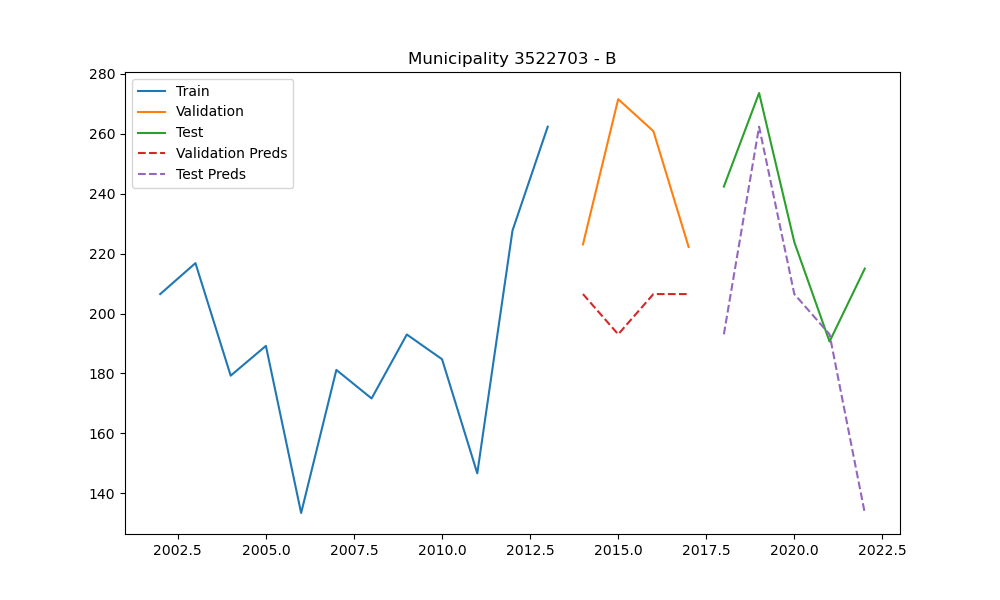 Municipality 3522703 - B
280
260
240
220
200
180
160
140
Train
Validation
Test
Validation Preds
Test Preds
2002.5 2005.0 2007.5 2010.0 2012.5 2015.0 2017.5 2020.0 2022.5